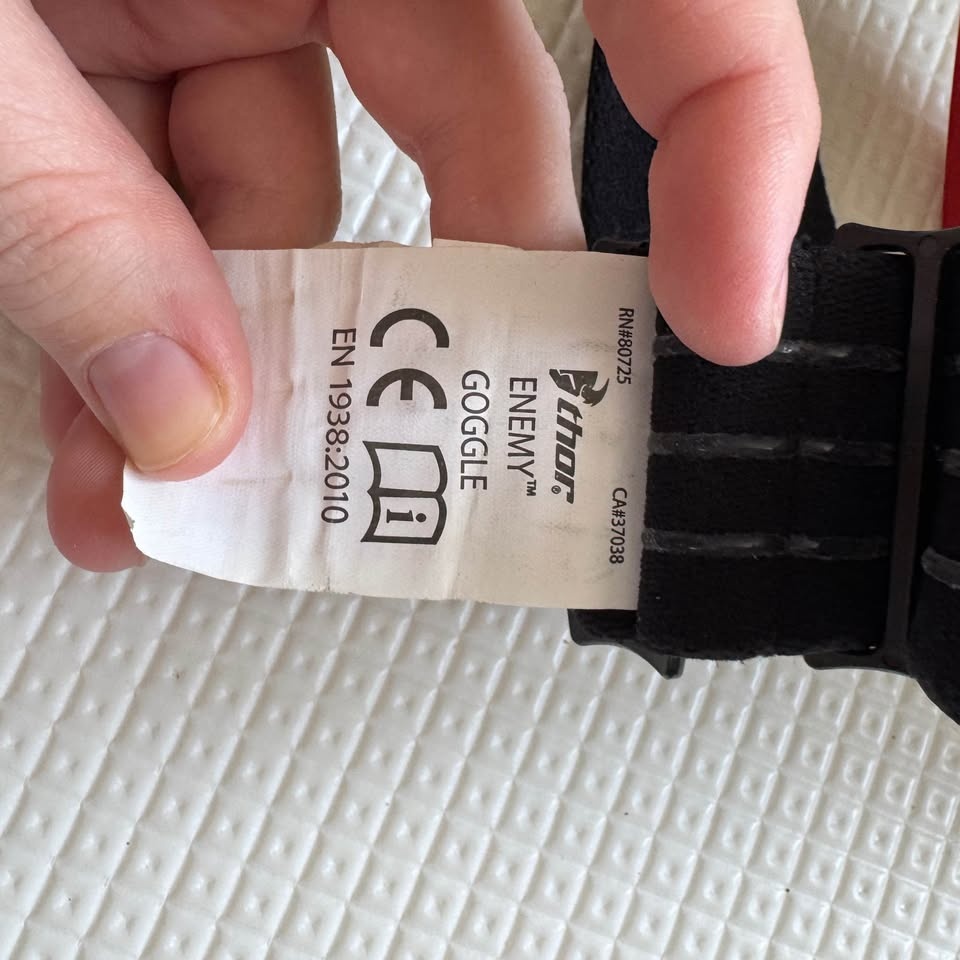 RN#80725 CA#37038
thor®
ENEMY™
GOGGLE
CE i
EN 1938:2010